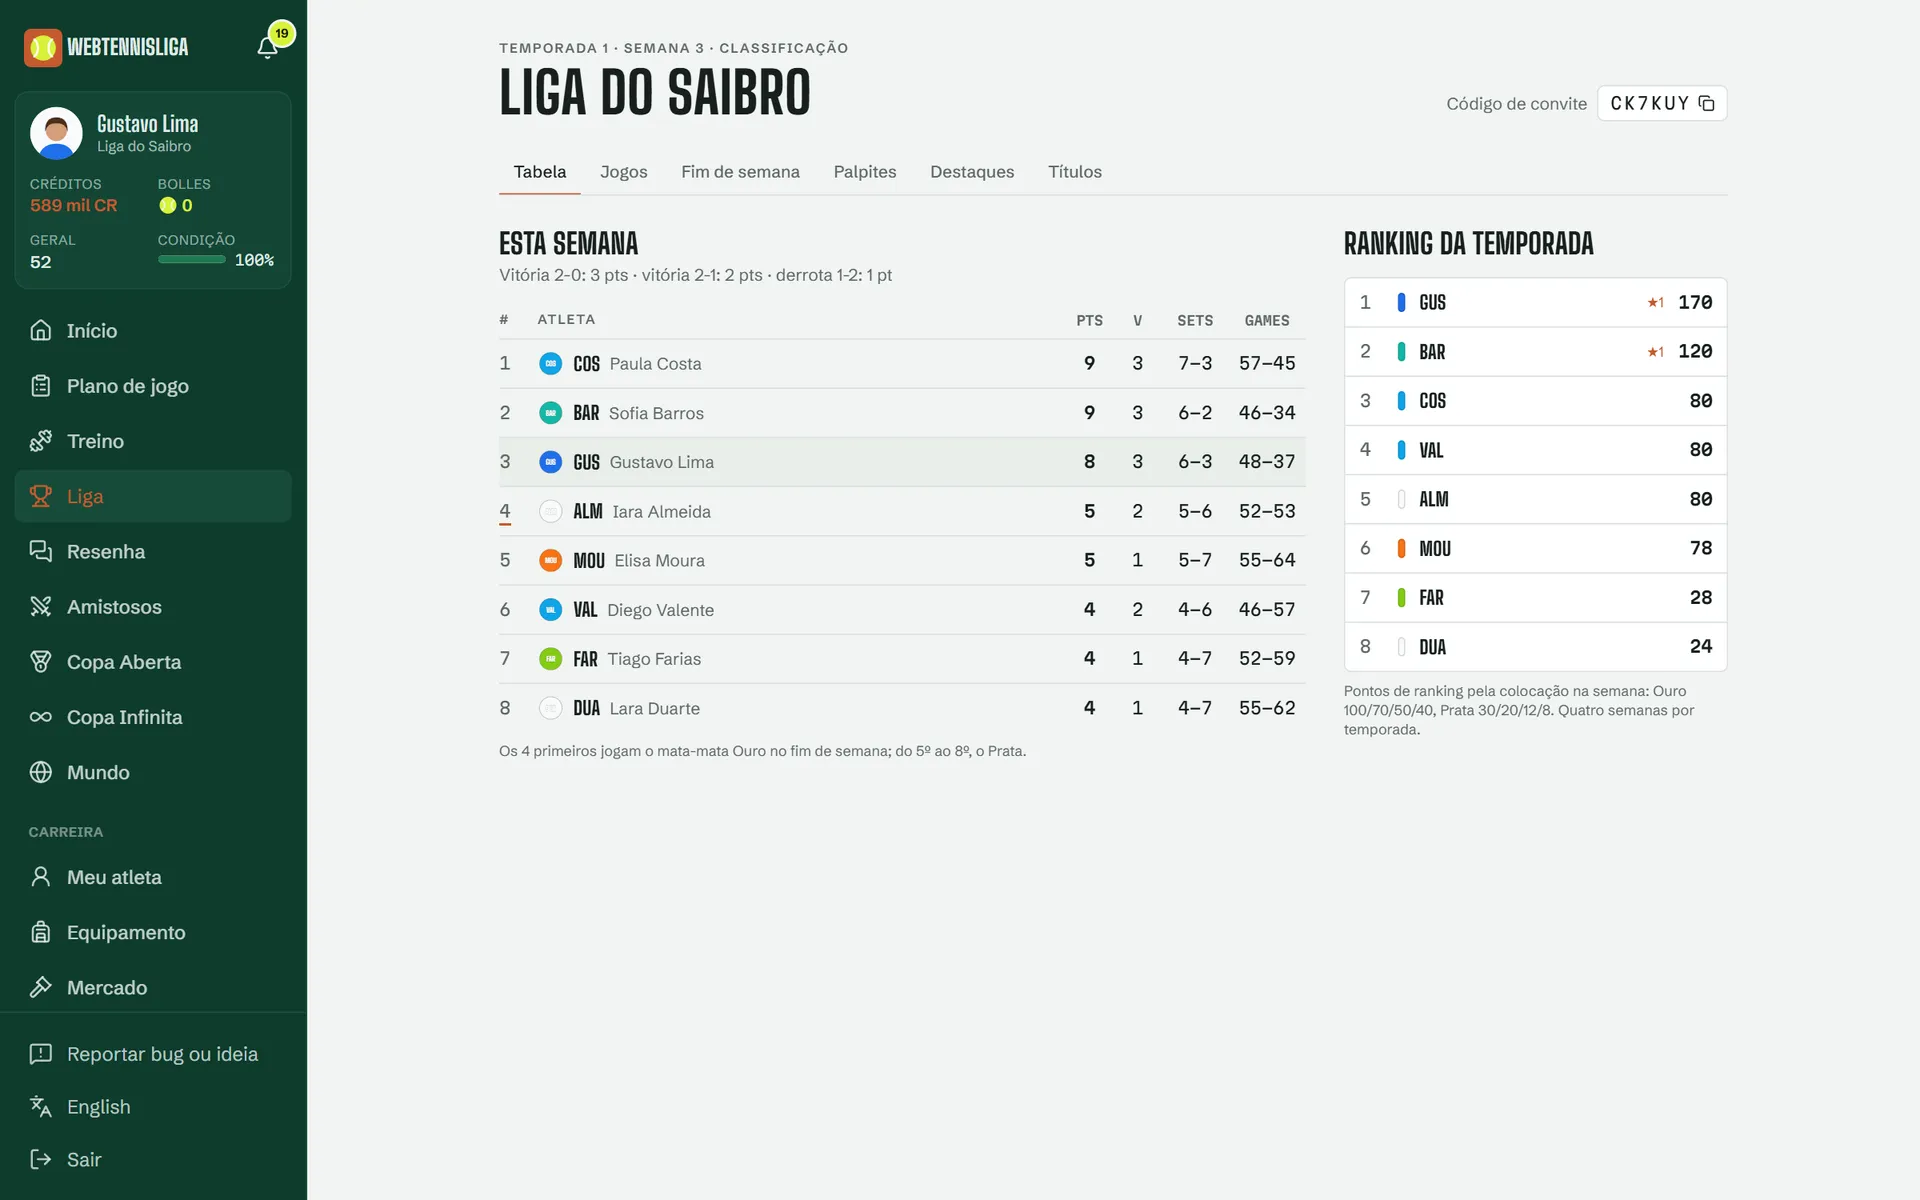 WEBTENNISLIGA
19
Gustavo Lima
Liga do Saibro
CRÉDITOS
589 mil CR
BOLLES
0
GERAL
52
CONDIÇÃO
100%
Início
Plano de jogo
Treino
Liga
Resenha
Amistosos
Copa Aberta
Copa Infinita
Mundo
CARREIRA
Meu atleta
Equipamento
Mercado
Reportar bug ou ideia
English
Sair
TEMPORADA 1 · SEMANA 3 · CLASSIFICAÇÃO
LIGA DO SAIBRO
Código de convite CK7KUY
Tabela Jogos Fim de semana Palpites Destaques Títulos
ESTA SEMANA
Vitória 2-0: 3 pts · vitória 2-1: 2 pts · derrota 1-2: 1 pt
# ATLETA PTS V SETS GAMES
1 COS COS Paula Costa 9 3 7–3 57–45
2 BAR BAR Sofia Barros 9 3 6–2 46–34
3 GUS GUS Gustavo Lima 8 3 6–3 48–37
4 ALM Iara Almeida 5 2 5–6 52–53
5 MOU MOU Elisa Moura 5 1 5–7 55–64
6 VAL VAL Diego Valente 4 2 4–6 46–57
7 FAR FAR Tiago Farias 4 1 4–7 52–59
8 DUA Lara Duarte 4 1 4–7 55–62
Os 4 primeiros jogam o mata-mata Ouro no fim de semana; do 5º ao 8º, o Prata.
RANKING DA TEMPORADA
1 GUS ★1 170
2 BAR ★1 120
3 COS 80
4 VAL 80
5 ALM 80
6 MOU 78
7 FAR 28
8 DUA 24
Pontos de ranking pela colocação na semana: Ouro
100/70/50/40, Prata 30/20/12/8. Quatro semanas por
temporada.